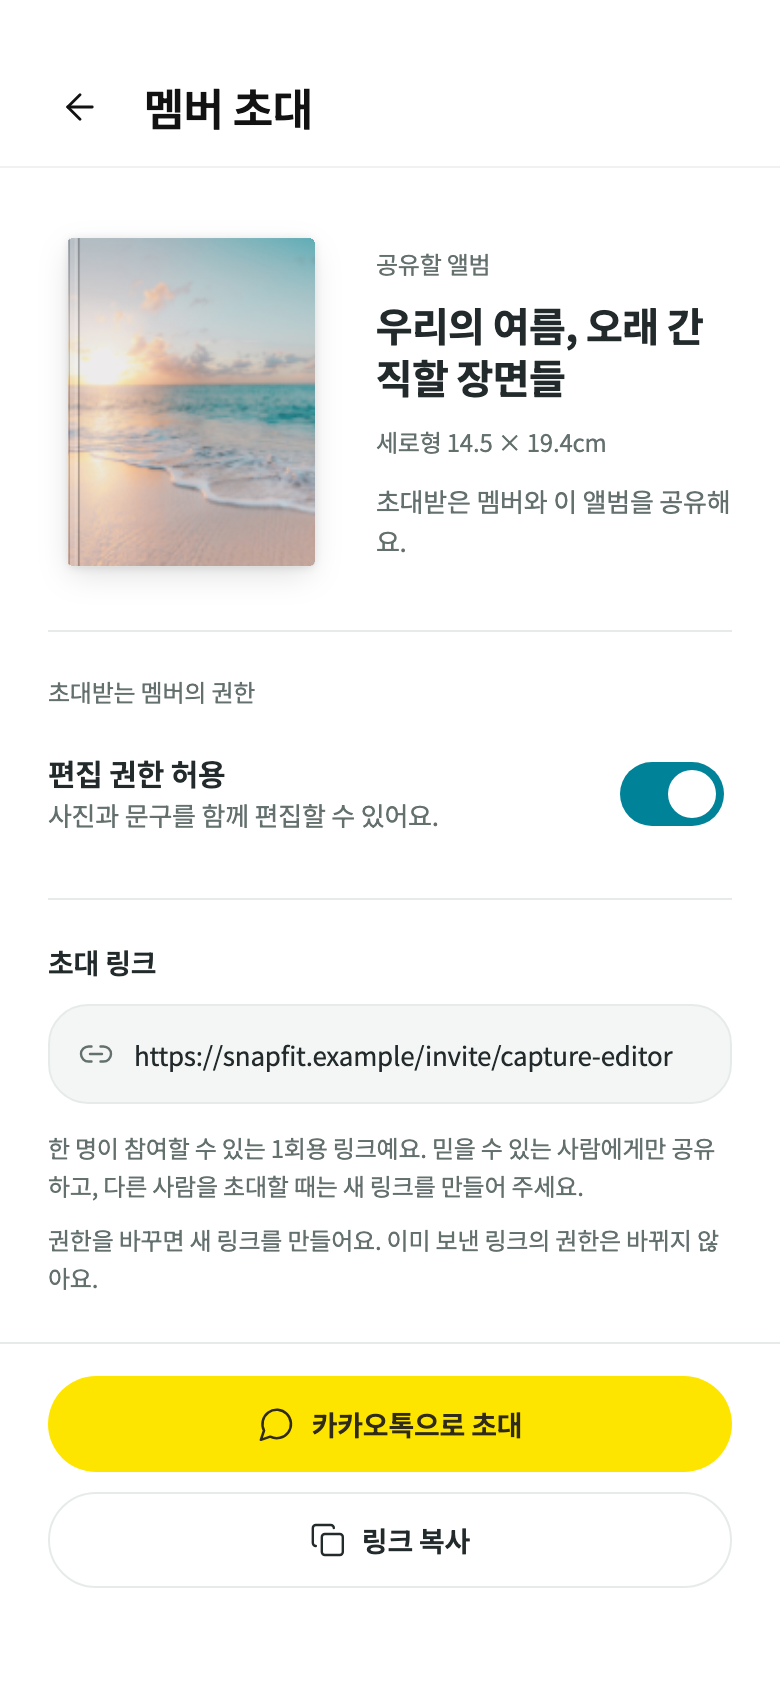 멤버 초대
공유할 앨범
우리의 여름, 오래 간
직할 장면들
세로형 14.5 × 19.4cm
초대받은 멤버와 이 앨범을 공유해
요.
초대받는 멤버의 권한
편집 권한 허용
사진과 문구를 함께 편집할 수 있어요.
초대 링크
https://snapfit.example/invite/capture-editor
한 명이 참여할 수 있는 1회용 링크예요. 믿을 수 있는 사람에게만 공유
하고, 다른 사람을 초대할 때는 새 링크를 만들어 주세요.
권한을 바꾸면 새 링크를 만들어요. 이미 보낸 링크의 권한은 바뀌지 않
아요.
카카오톡으로 초대
링크 복사